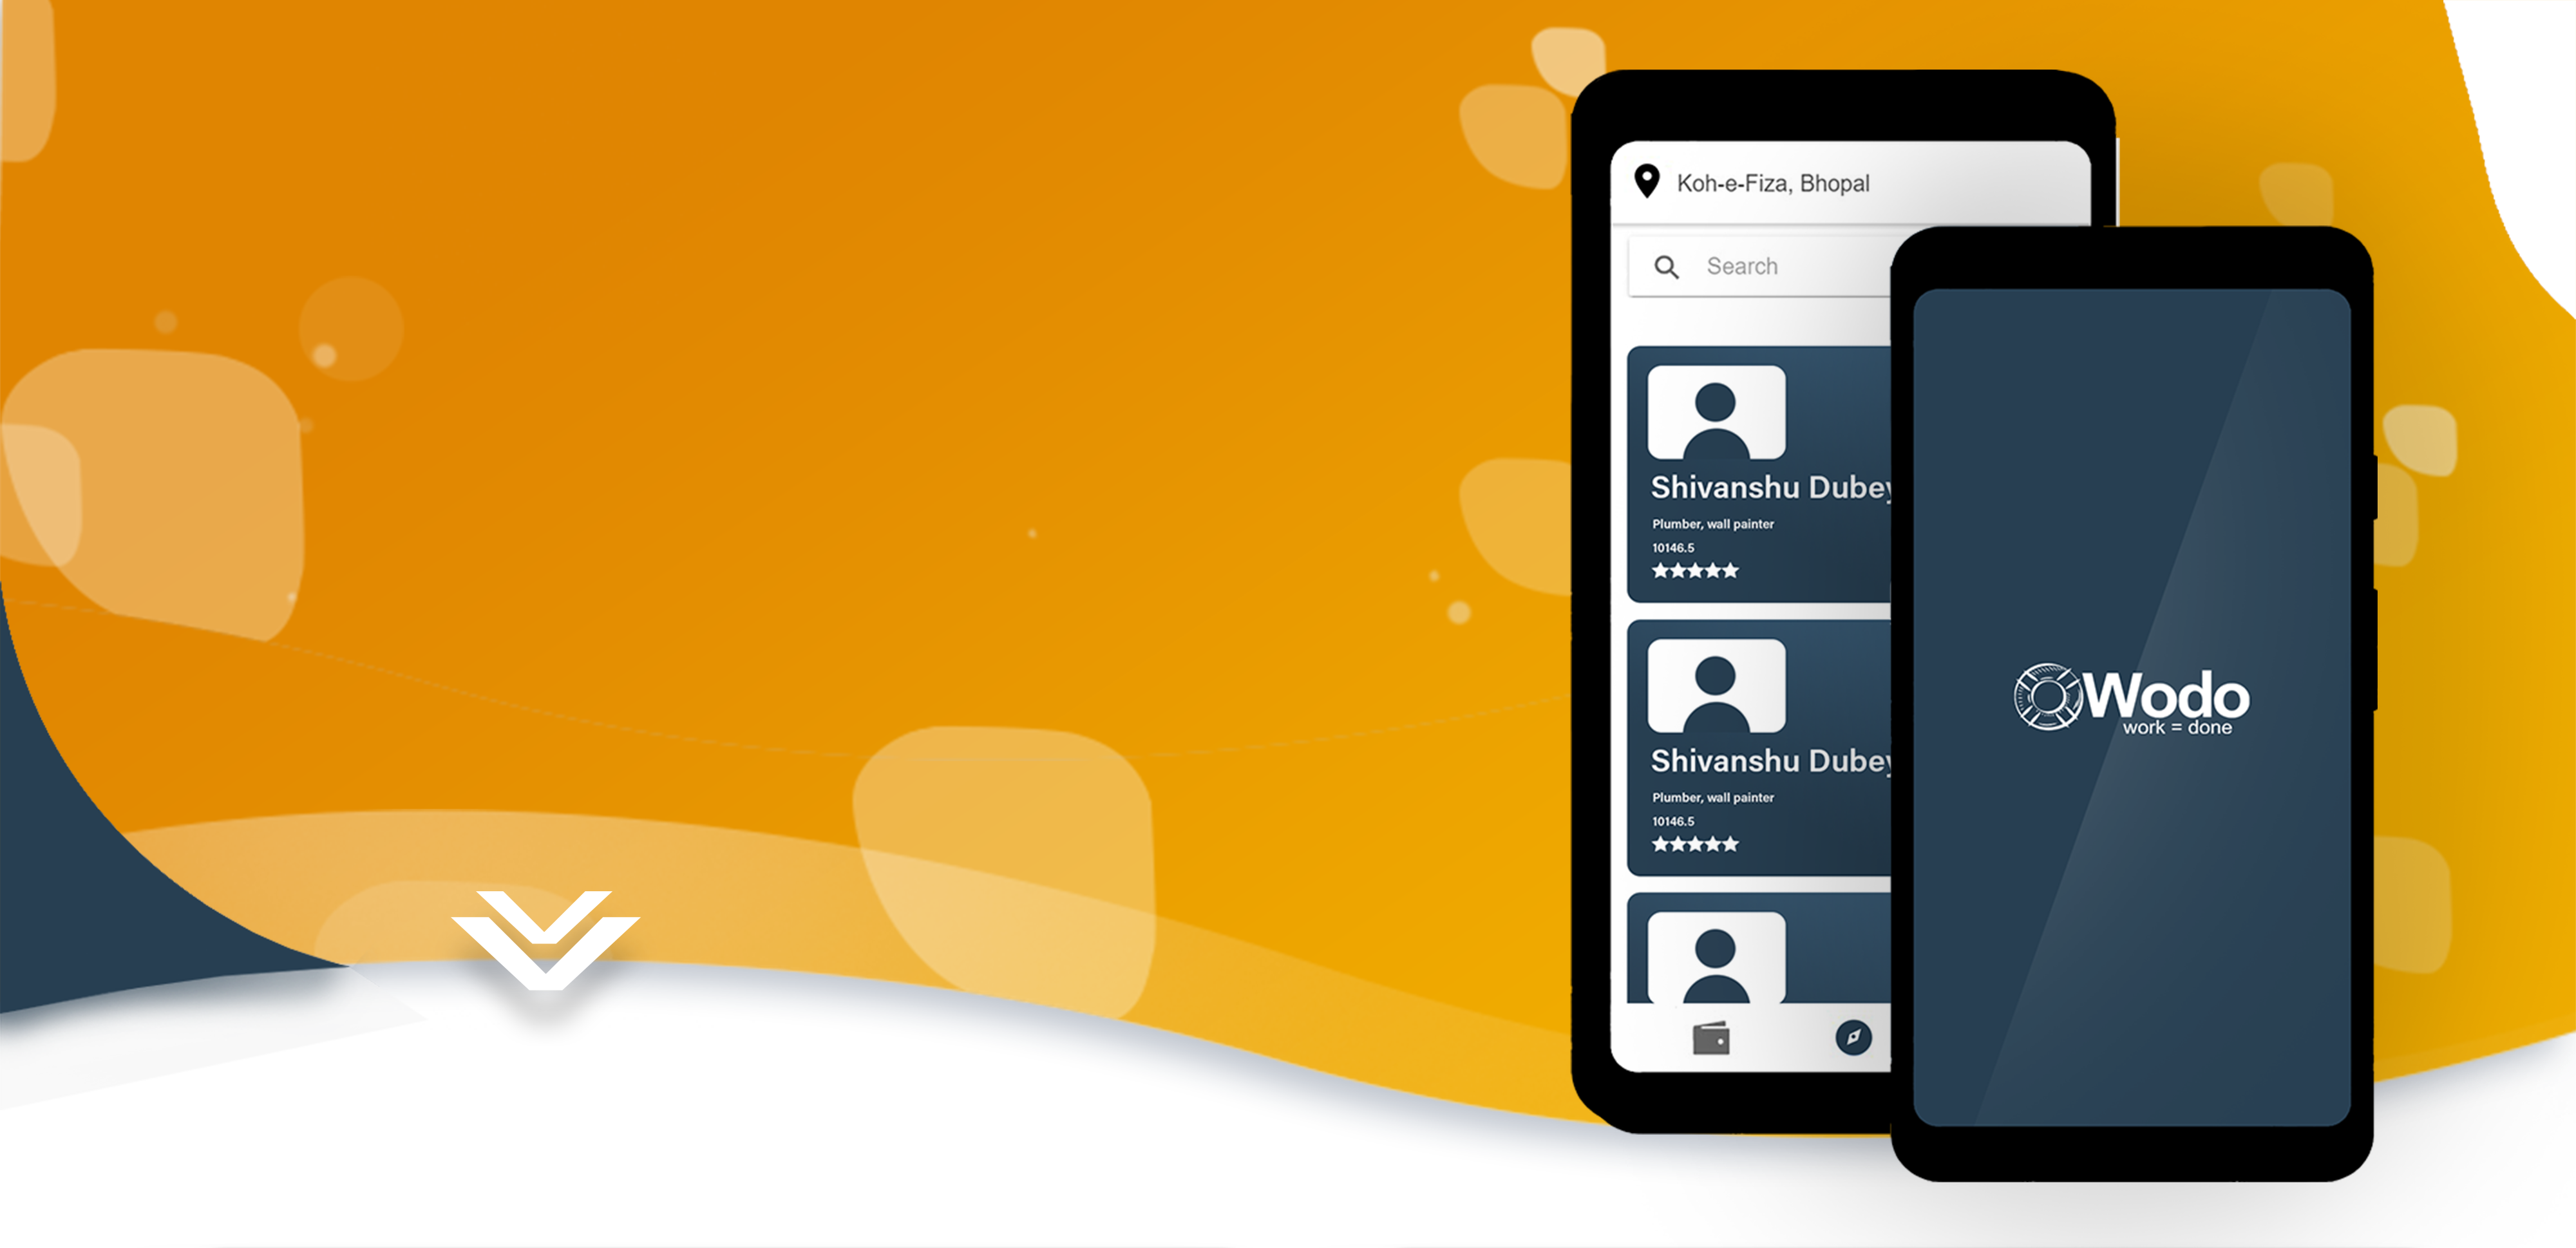 Koh-e-Fiza, Bhopal
Search
Shivanshu Dubey
Plumber, wall painter
10146.5
Shivanshu Dubey
Plumber, wall painter
10146.5
Wodo
work = done